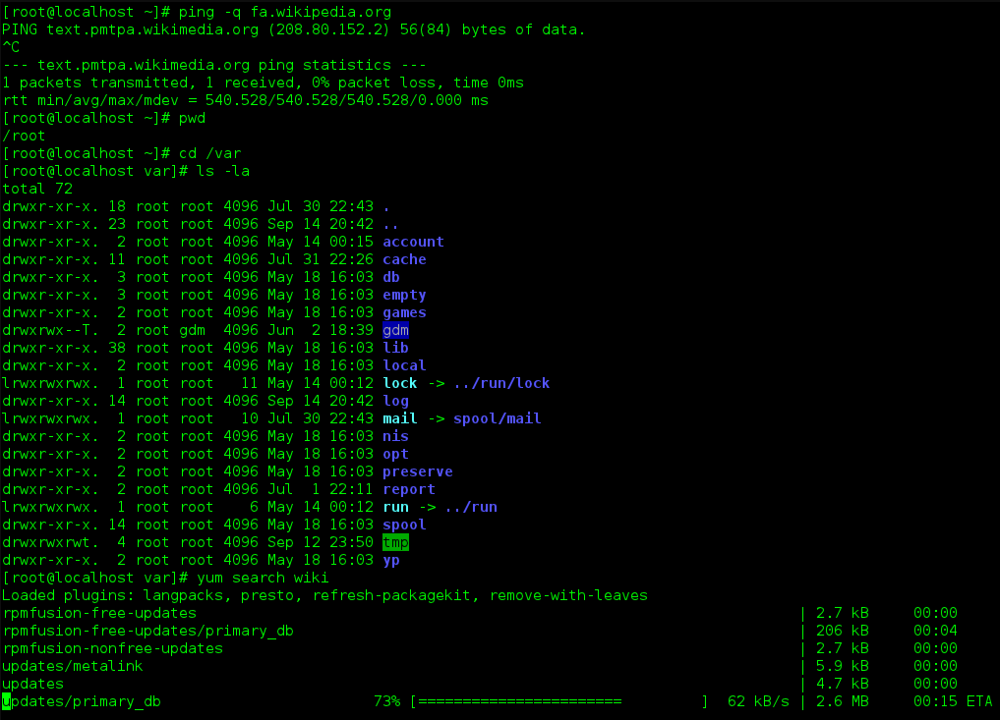 [root@localhost ~]# ping -q fa.wikipedia.org
PING text.pmtpa.wikimedia.org (208.80.152.2) 56(84) bytes of data.
^C
--- text.pmtpa.wikimedia.org ping statistics ---
1 packets transmitted, 1 received, 0% packet loss, time 0ms
rtt min/avg/max/mdev = 540.528/540.528/540.528/0.000 ms
[root@localhost ~]# pwd
/root
[root@localhost ~]# cd /var
[root@localhost var]# ls -la
total 72
drwxr-xr-x. 18 root root 4096 Jul 30 22:43 .
drwxr-xr-x. 23 root root 4096 Sep 14 20:42 ..
drwxr-xr-x.  2 root root 4096 May 14 00:15 account
drwxr-xr-x. 11 root root 4096 Jul 31 22:26 cache
drwxr-xr-x.  3 root root 4096 May 18 16:03 db
drwxr-xr-x.  3 root root 4096 May 18 16:03 empty
drwxr-xr-x.  2 root root 4096 May 18 16:03 games
drwxrwx--T.  2 root gdm  4096 Jun  2 18:39 gdm
drwxr-xr-x. 38 root root 4096 May 18 16:03 lib
drwxr-xr-x.  2 root root 4096 May 18 16:03 local
lrwxrwxrwx.  1 root root   11 May 14 00:12 lock -> ../run/lock
drwxr-xr-x. 14 root root 4096 Sep 14 20:42 log
lrwxrwxrwx.  1 root root   10 Jul 30 22:43 mail -> spool/mail
drwxr-xr-x.  2 root root 4096 May 18 16:03 nis
drwxr-xr-x.  2 root root 4096 May 18 16:03 opt
drwxr-xr-x.  2 root root 4096 May 18 16:03 preserve
drwxr-xr-x.  2 root root 4096 Jul  1 22:11 report
lrwxrwxrwx.  1 root root    6 May 14 00:12 run -> ../run
drwxr-xr-x. 14 root root 4096 May 18 16:03 spool
drwxrwxrwt.  4 root root 4096 Sep 12 23:50 tmp
drwxr-xr-x.  2 root root 4096 May 18 16:03 yp
[root@localhost var]# yum search wiki
Loaded plugins: langpacks, presto, refresh-packagekit, remove-with-leaves
rpmfusion-free-updates | 2.7 kB 00:00
rpmfusion-free-updates/primary_db | 206 kB 00:04
rpmfusion-nonfree-updates | 2.7 kB 00:00
updates/metalink | 5.9 kB 00:00
updates | 4.7 kB 00:00
updates/primary_db 73% [======================= ] 62 kB/s | 2.6 MB 00:15 ETA